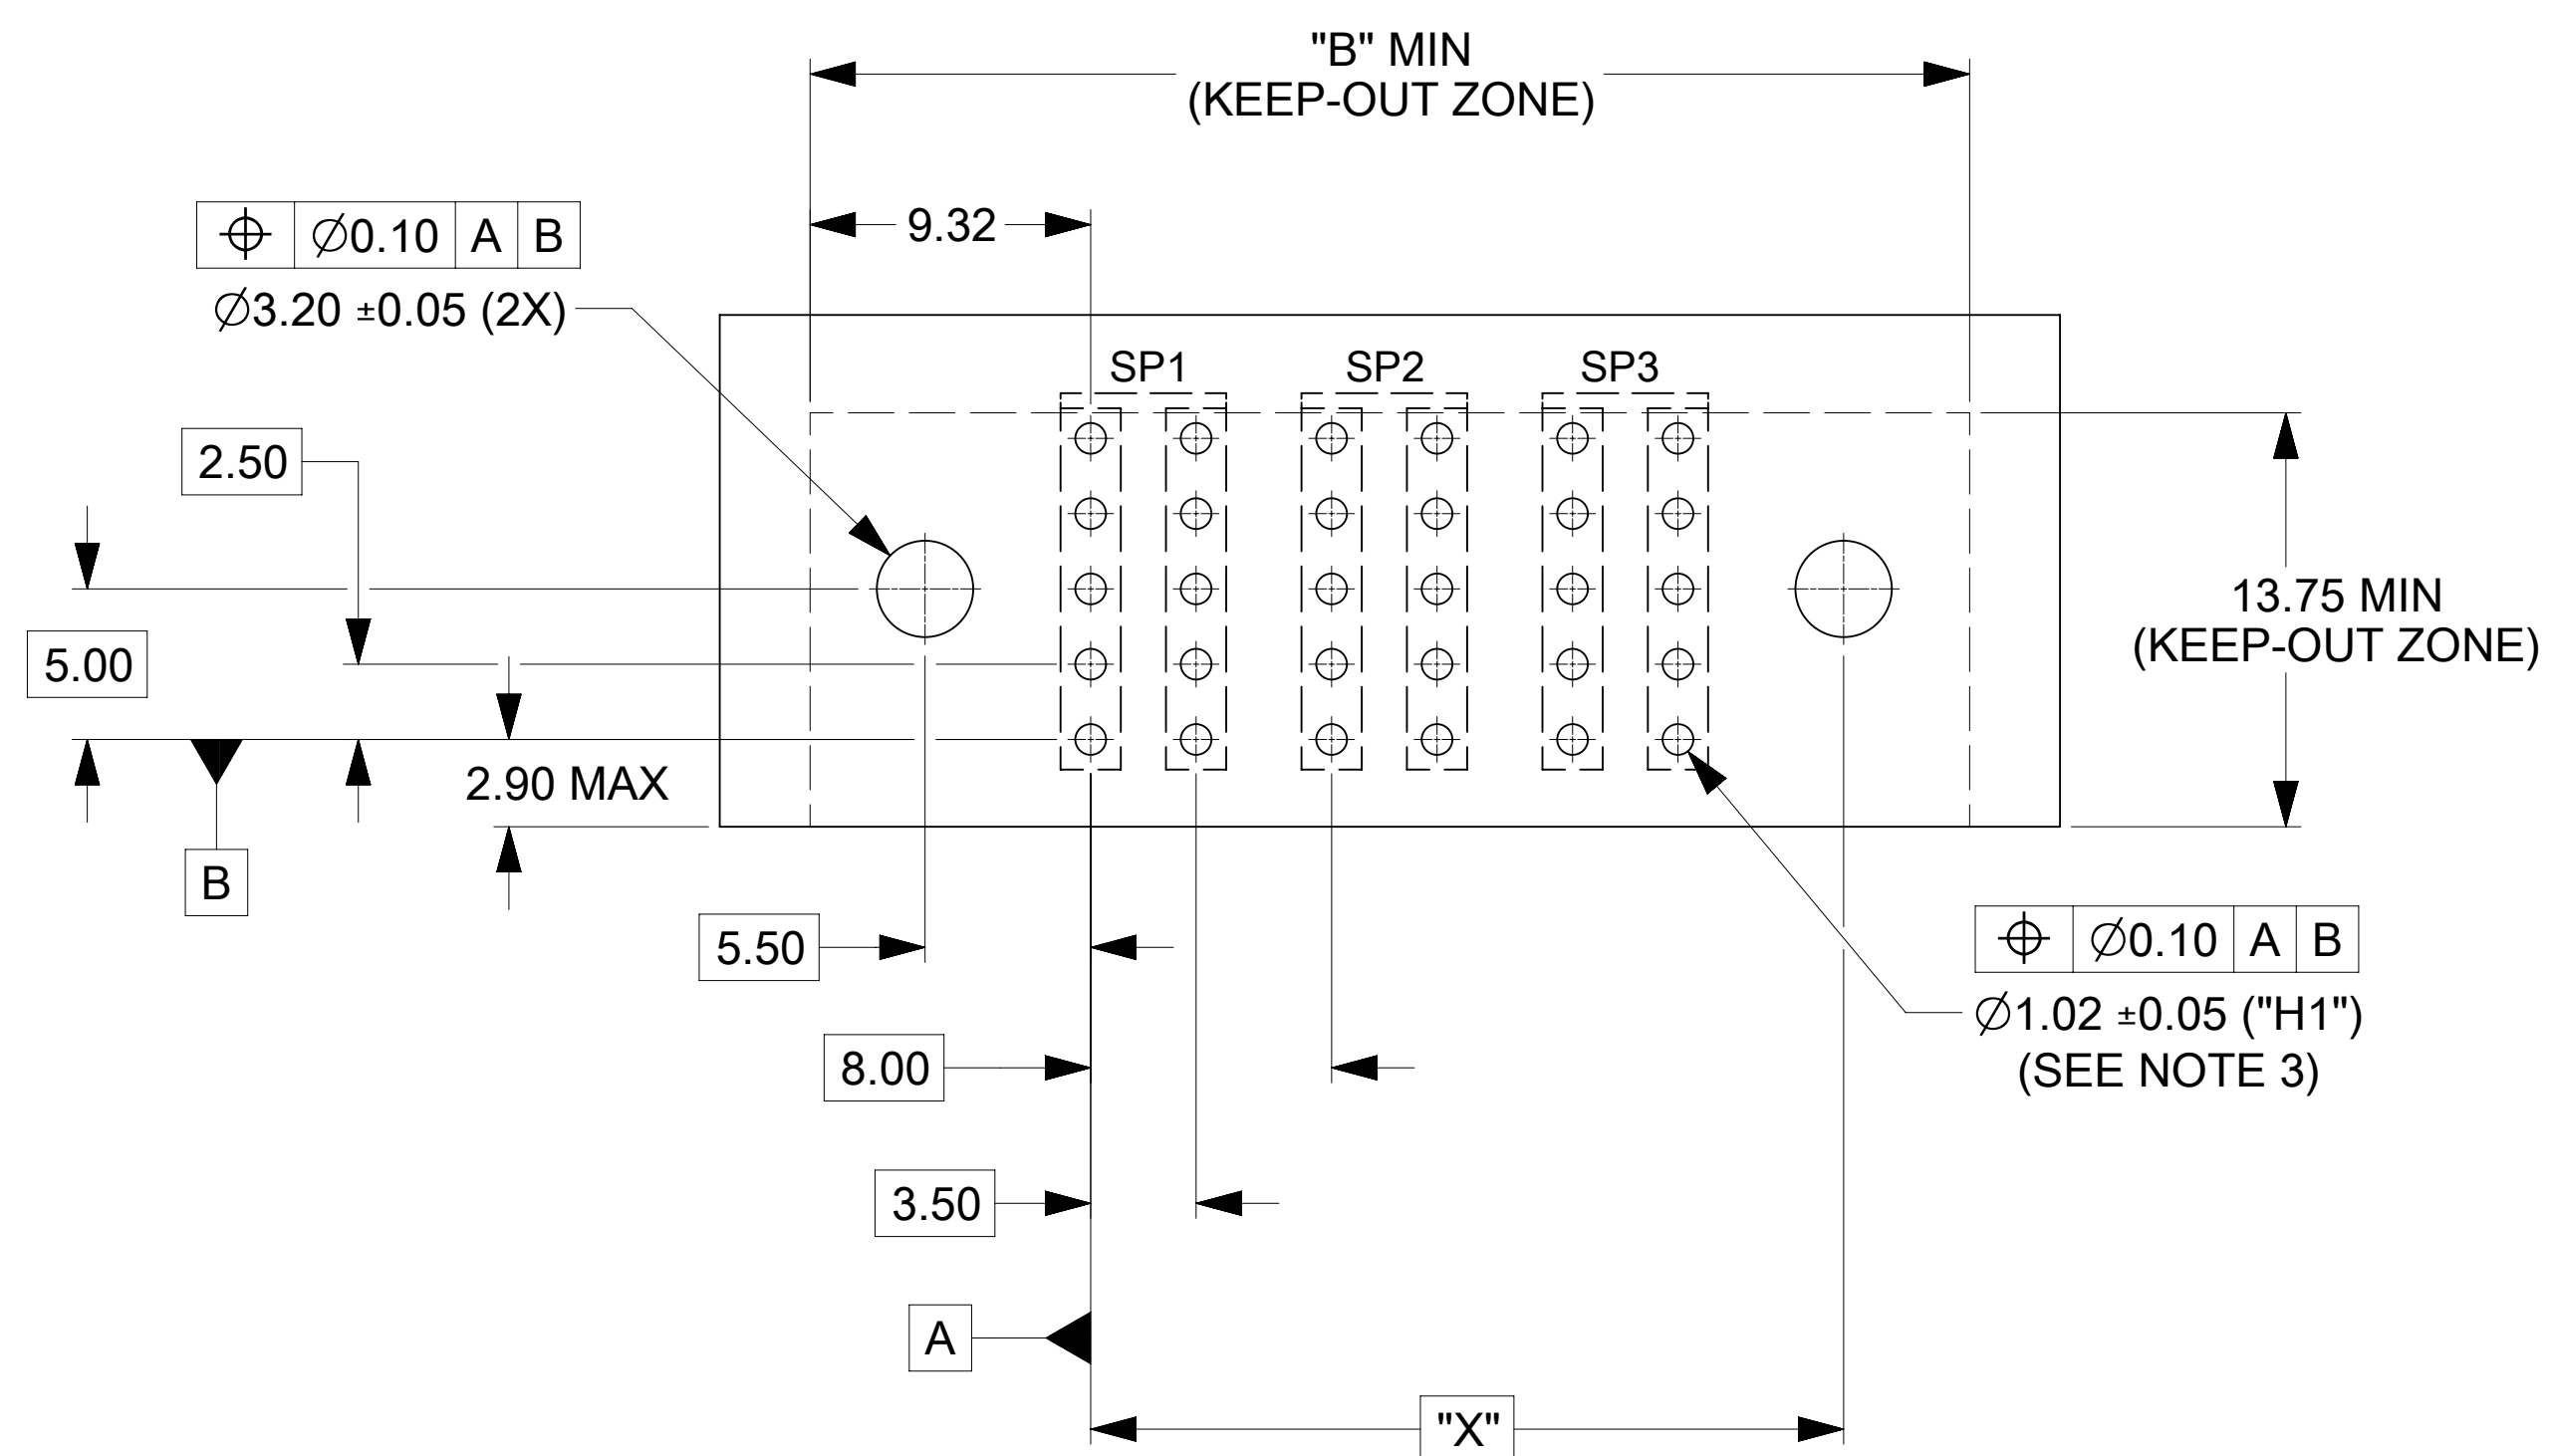 "B" MIN
(KEEP-OUT ZONE)
9.32
⌖ ∅0.10 A B
∅3.20 ±0.05 (2X)
SP1 SP2 SP3
2.50
5.00
13.75 MIN
(KEEP-OUT ZONE)
2.90 MAX
B
5.50
⌖ ∅0.10 A B
∅1.02 ±0.05 ("H1")
(SEE NOTE 3)
8.00
3.50
A
"X"